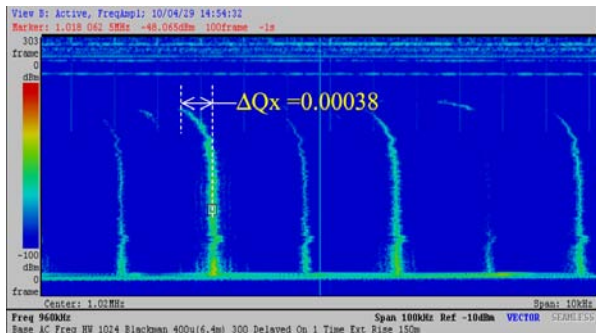 View B: Active, FreqAmpl; 10/04/29 14:54:32
Marker: 1.018 062 5MHz -48.065dBm 100frame -1s
303
frame
0
dBm
ΔQx =0.00038
-100
dBm
0
frame
Center: 1.02MHz Span: 10kHz
Freq 960kHz Span 100kHz Ref -10dBm VECTOR SEAMLESS
Base AC Freq HW 1024 Blackman 400u(6.4m) 300 Delayed On 1 Time Ext Rise 150m